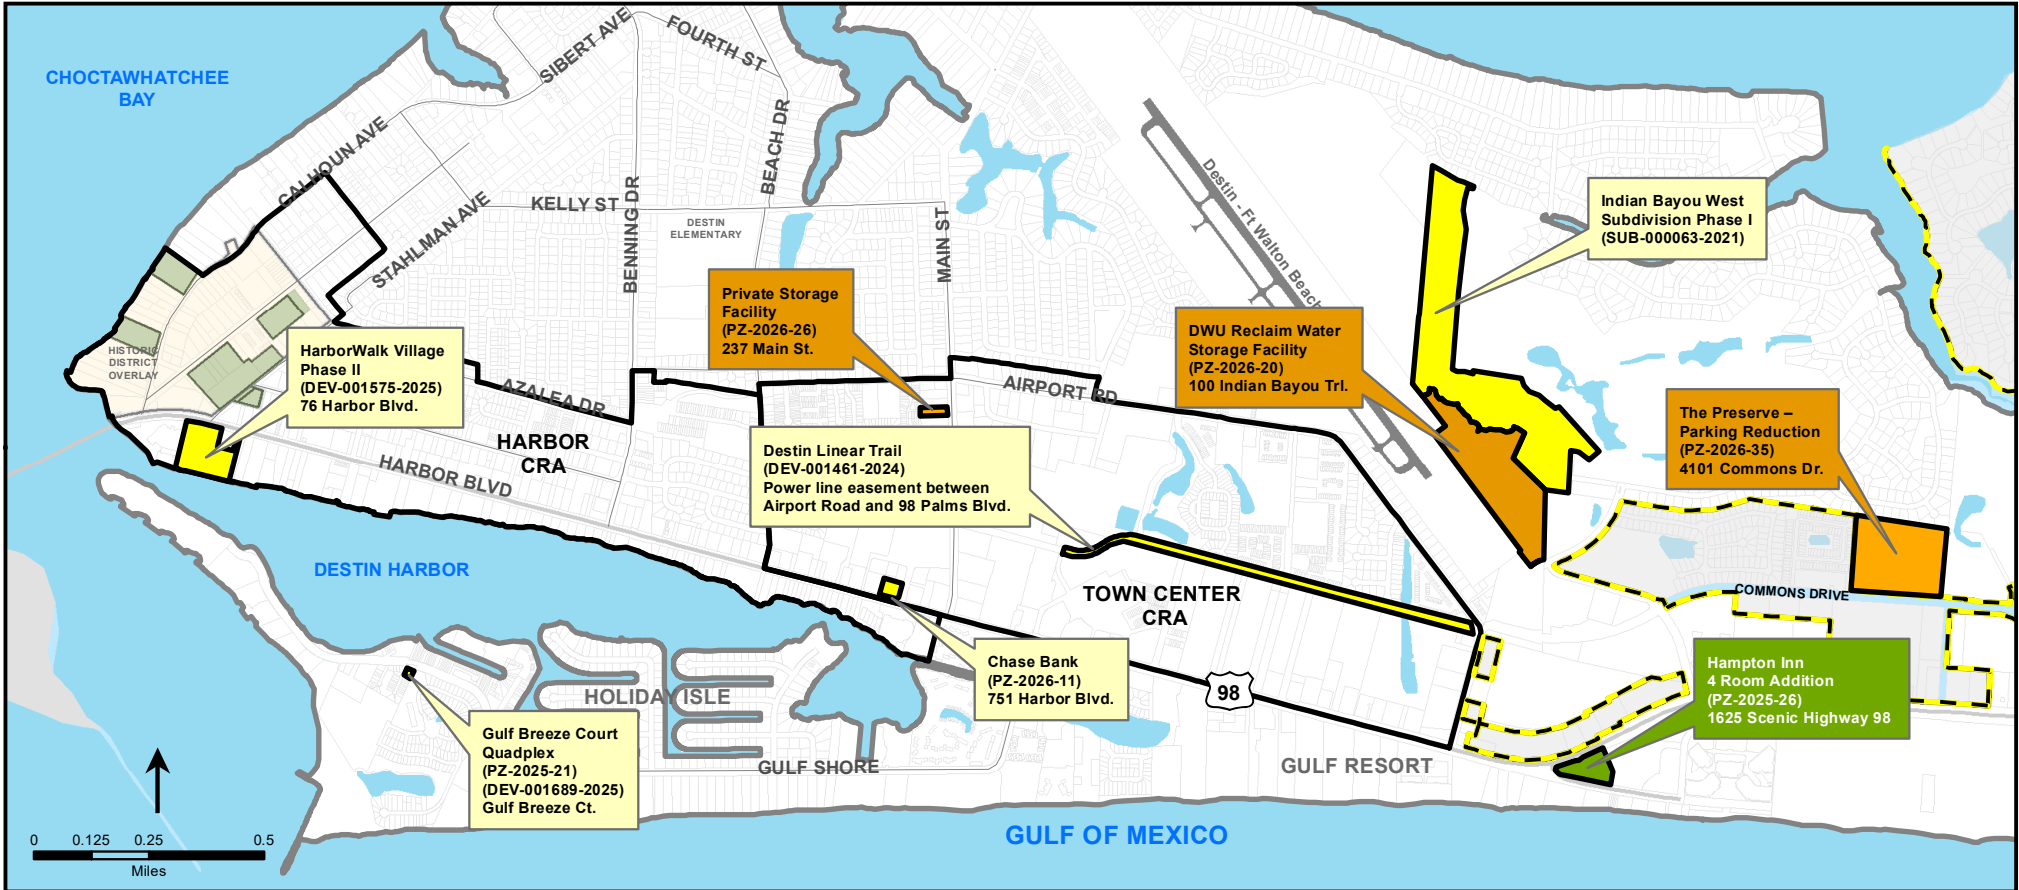 CHOCTAWHATCHEE
BAY
SIBERT AVE
FOURTH ST
CALHOUN AVE
BEACH DR
STAHLMAN AVE
KELLY ST
BENNING DR
DESTIN
ELEMENTARY
MAIN ST
Destin - Ft Walton Beach
Indian Bayou West
Subdivision Phase I
(SUB-000063-2021)
Private Storage
Facility
(PZ-2026-26)
237 Main St.
DWU Reclaim Water
Storage Facility
(PZ-2026-20)
100 Indian Bayou Trl.
HISTORIC
DISTRICT
OVERLAY
HarborWalk Village
Phase II
(DEV-001575-2025)
76 Harbor Blvd.
AZALEA DR
AIRPORT RD
The Preserve –
Parking Reduction
(PZ-2026-35)
4101 Commons Dr.
HARBOR
CRA
HARBOR BLVD
Destin Linear Trail
(DEV-001461-2024)
Power line easement between
Airport Road and 98 Palms Blvd.
DESTIN HARBOR
TOWN CENTER
CRA
COMMONS DRIVE
Chase Bank
(PZ-2026-11)
751 Harbor Blvd.
98
Hampton Inn
4 Room Addition
(PZ-2025-26)
1625 Scenic Highway 98
HOLIDAY ISLE
Gulf Breeze Court
Quadplex
(PZ-2025-21)
(DEV-001689-2025)
Gulf Breeze Ct.
GULF SHORE
GULF RESORT
GULF OF MEXICO
0 0.125 0.25 0.5
Miles